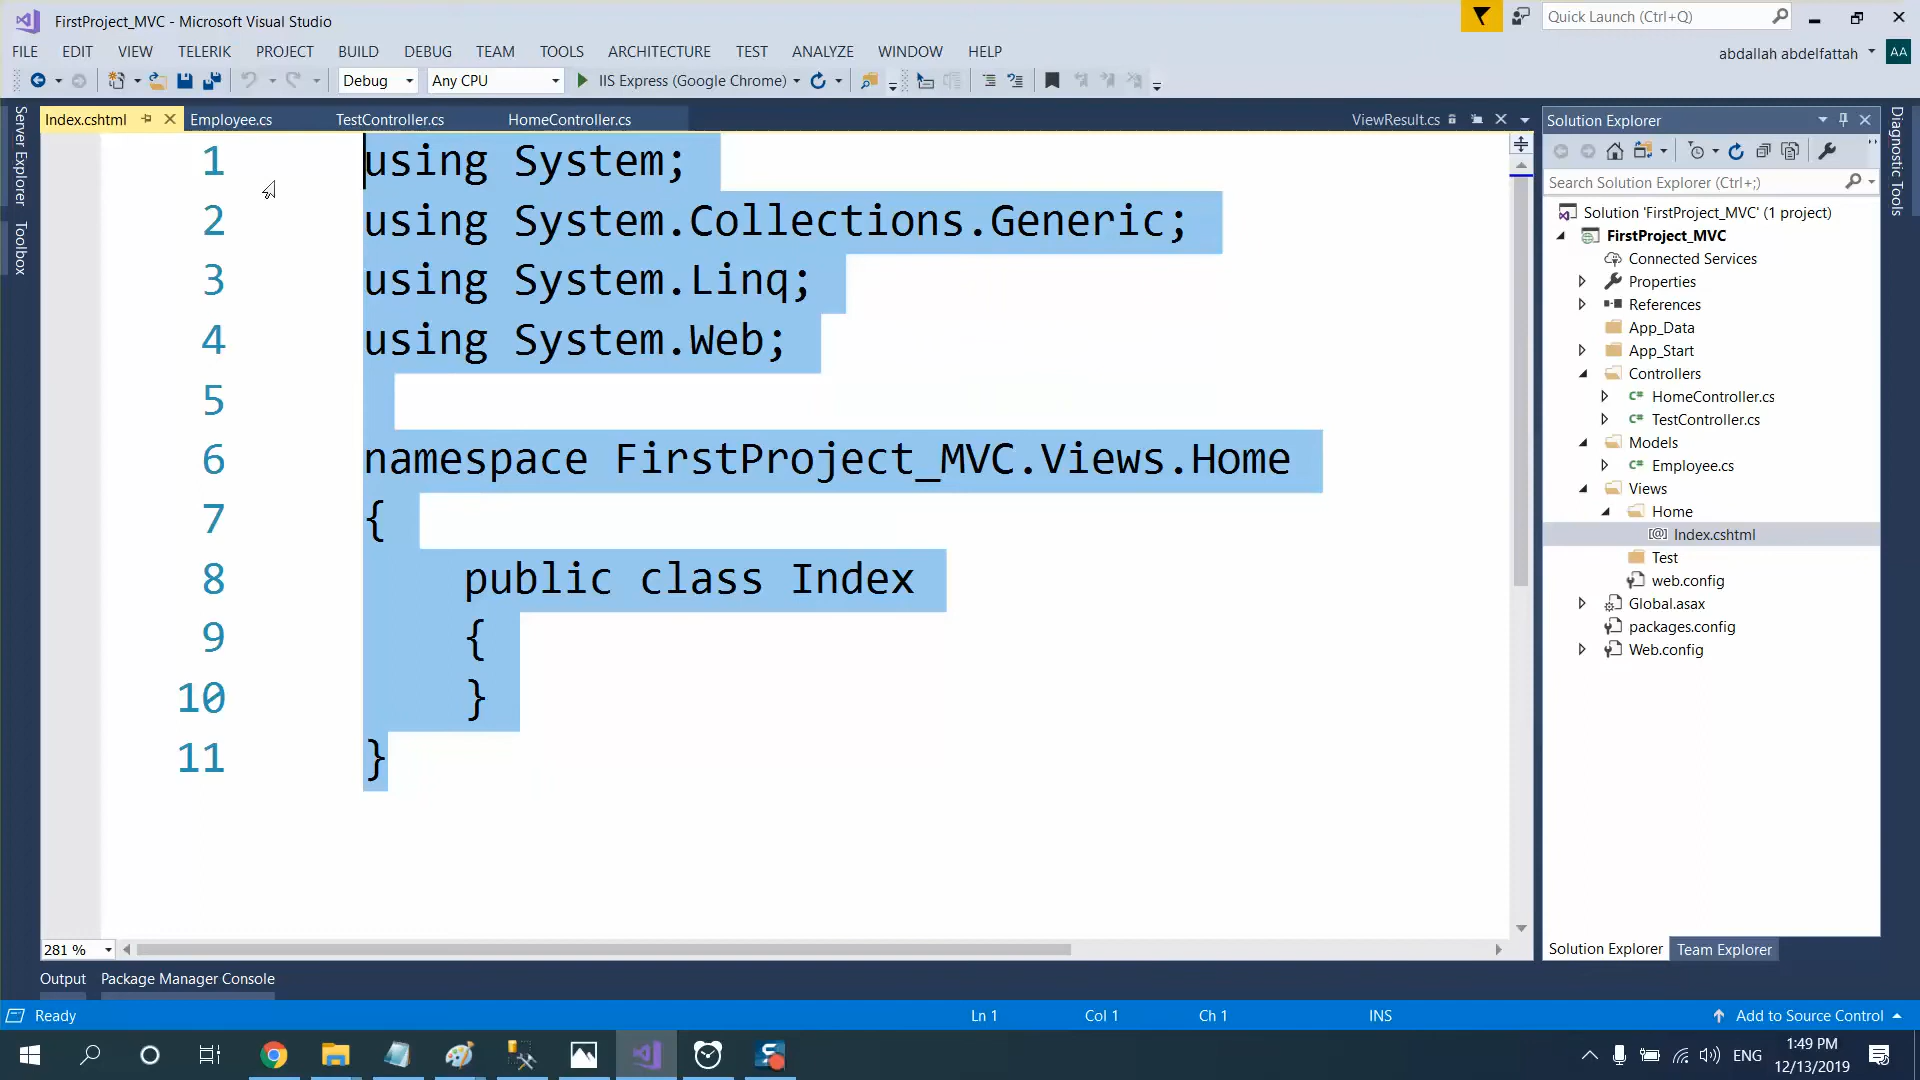 FirstProject_MVC - Microsoft Visual Studio
Quick Launch (Ctrl+Q)
FILE EDIT VIEW TELERIK PROJECT BUILD DEBUG TEAM TOOLS ARCHITECTURE TEST ANALYZE WINDOW HELP
abdallah abdelfattah AA
Debug Any CPU IIS Express (Google Chrome)
Server Explorer
Toolbox
Index.cshtml Employee.cs TestController.cs HomeController.cs ViewResult.cs
1 using System;
2 using System.Collections.Generic;
3 using System.Linq;
4 using System.Web;
5
6 namespace FirstProject_MVC.Views.Home
7 {
8 public class Index
9 {
10 }
11 }
281 %
Solution Explorer
Search Solution Explorer (Ctrl+;)
Solution 'FirstProject_MVC' (1 project)
FirstProject_MVC
Connected Services
Properties
References
App_Data
App_Start
Controllers
C# HomeController.cs
C# TestController.cs
Models
C# Employee.cs
Views
Home
[@] Index.cshtml
Test
web.config
Global.asax
packages.config
Web.config
Solution Explorer Team Explorer
Diagnostic Tools
Output Package Manager Console
Ready Ln 1 Col 1 Ch 1 INS Add to Source Control
ENG
1:49 PM
12/13/2019